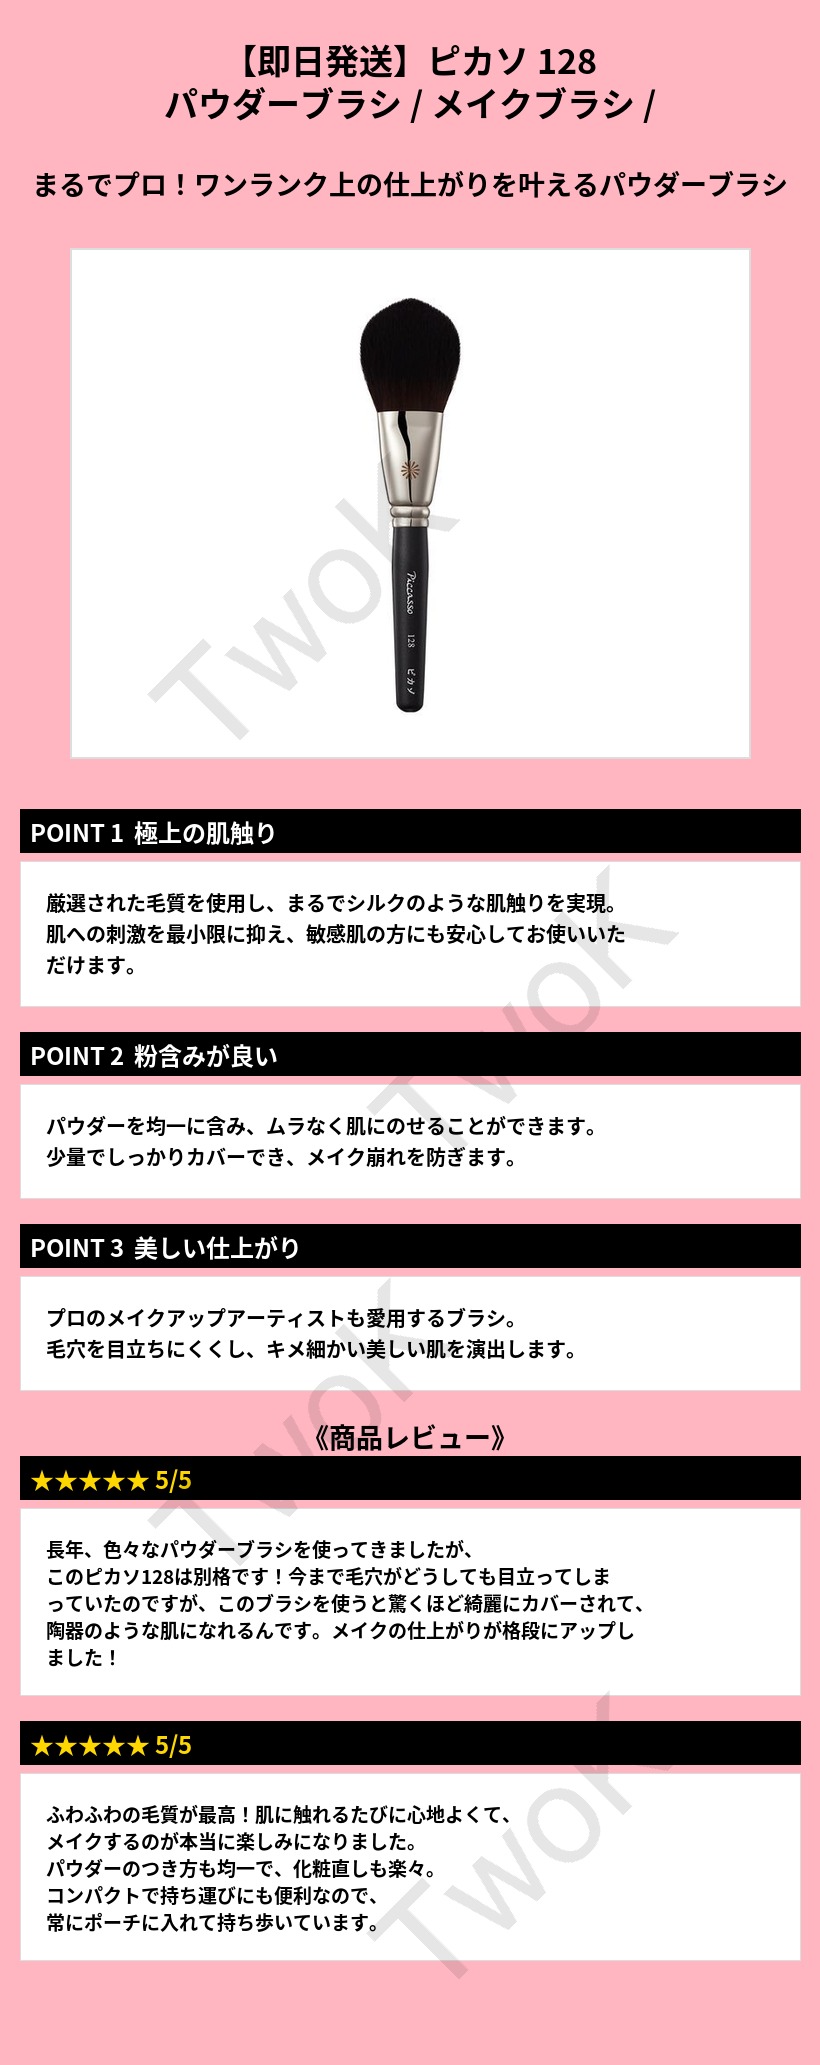 【即日発送】ピカソ 128
パウダーブラシ / メイクブラシ /
まるでプロ！ワンランク上の仕上がりを叶えるパウダーブラシ
Piccasso
128
ピカソ
TwoK
POINT 1 極上の肌触り
厳選された毛質を使用し、まるでシルクのような肌触りを実現。
肌への刺激を最小限に抑え、敏感肌の方にも安心してお使いいた
だけます。
TwoK
POINT 2 粉含みが良い
パウダーを均一に含み、ムラなく肌にのせることができます。
少量でしっかりカバーでき、メイク崩れを防ぎます。
POINT 3 美しい仕上がり
プロのメイクアップアーティストも愛用するブラシ。
毛穴を目立ちにくくし、キメ細かい美しい肌を演出します。
TwoK
《商品レビュー》
★★★★★ 5/5
長年、色々なパウダーブラシを使ってきましたが、
このピカソ128は別格です！今まで毛穴がどうしても目立ってしま
っていたのですが、このブラシを使うと驚くほど綺麗にカバーされて、
陶器のような肌になれるんです。メイクの仕上がりが格段にアップし
ました！
★★★★★ 5/5
ふわふわの毛質が最高！肌に触れるたびに心地よくて、
メイクするのが本当に楽しみになりました。
パウダーのつき方も均一で、化粧直しも楽々。
コンパクトで持ち運びにも便利なので、
常にポーチに入れて持ち歩いています。
TwoK